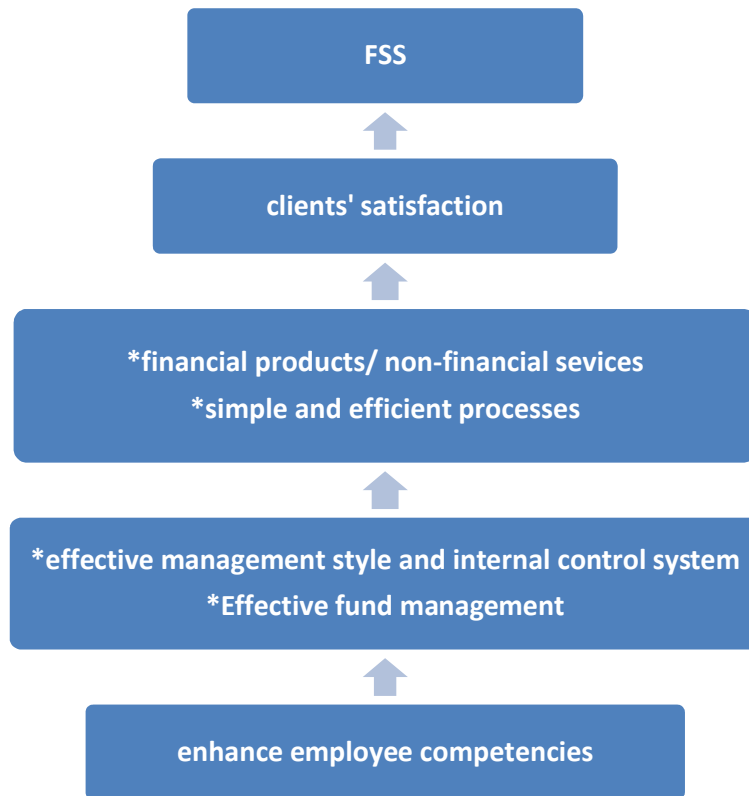 FSS
clients' satisfaction
*financial products/ non-financial sevices
*simple and efficient processes
*effective management style and internal control system
*Effective fund management
enhance employee competencies